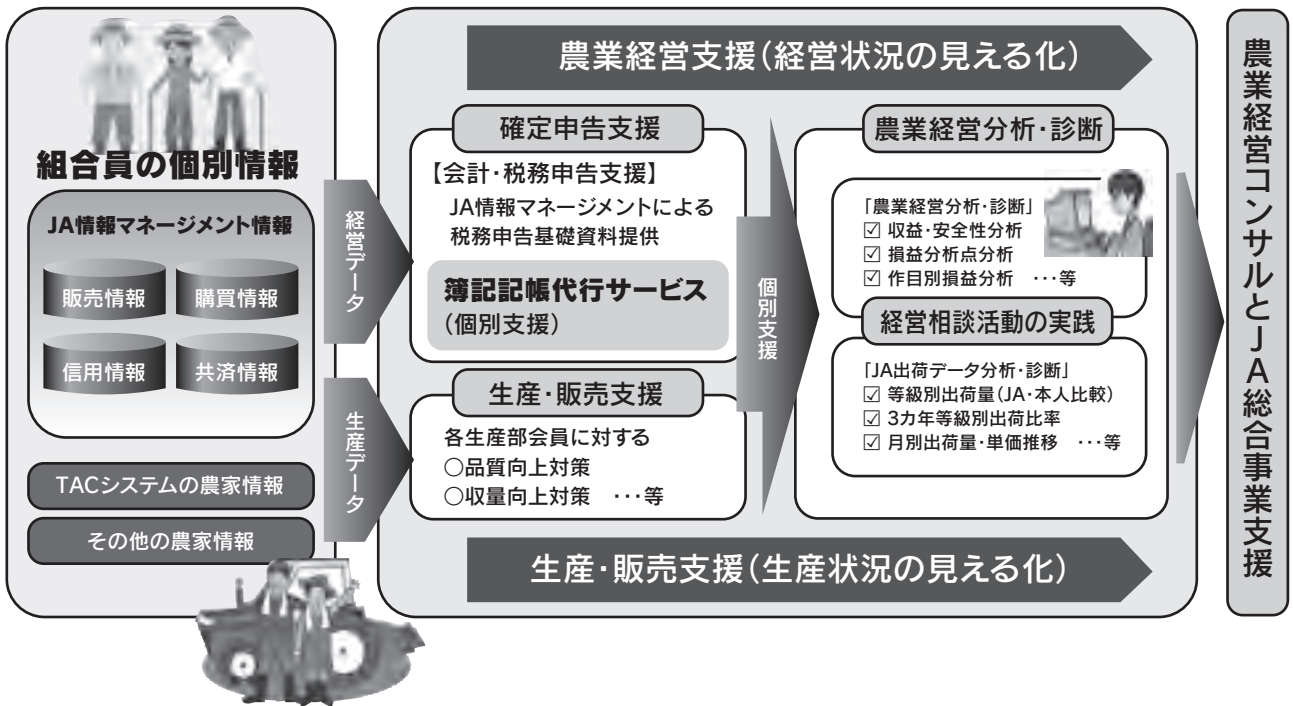 組合員の個別情報
JA情報マネージメント情報
販売情報
購買情報
信用情報
共済情報
TACシステムの農家情報
その他の農家情報
経営データ
生産データ
農業経営支援(経営状況の見える化)
確定申告支援
【会計・税務申告支援】
JA情報マネージメントによる
税務申告基礎資料提供
簿記記帳代行サービス
(個別支援)
生産・販売支援
各生産部会員に対する
○品質向上対策
○収量向上対策 …等
個別支援
農業経営分析・診断
「農業経営分析・診断」
☑ 収益・安全性分析
☑ 損益分析点分析
☑ 作目別損益分析 …等
経営相談活動の実践
「JA出荷データ分析・診断」
☑ 等級別出荷量(JA・本人比較)
☑ 3カ年等級別出荷比率
☑ 月別出荷量・単価推移 …等
生産・販売支援(生産状況の見える化)
農業経営コンサルとJA総合事業支援